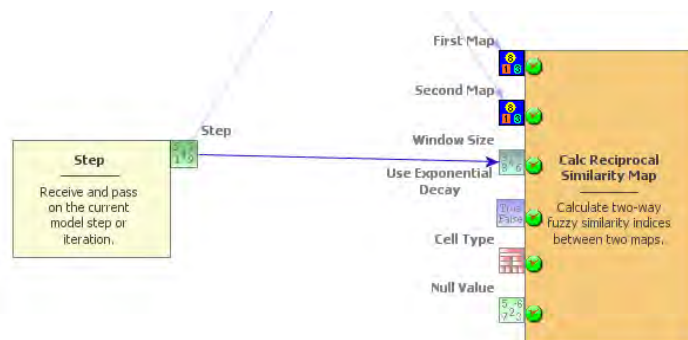 First Map
Second Map
Step
Window Size
Use Exponential
Decay
Cell Type
Null Value
Step
Receive and pass
on the current
model step or
iteration.
Calc Reciprocal
Similarity Map
Calculate two-way
fuzzy similarity indices
between two maps.